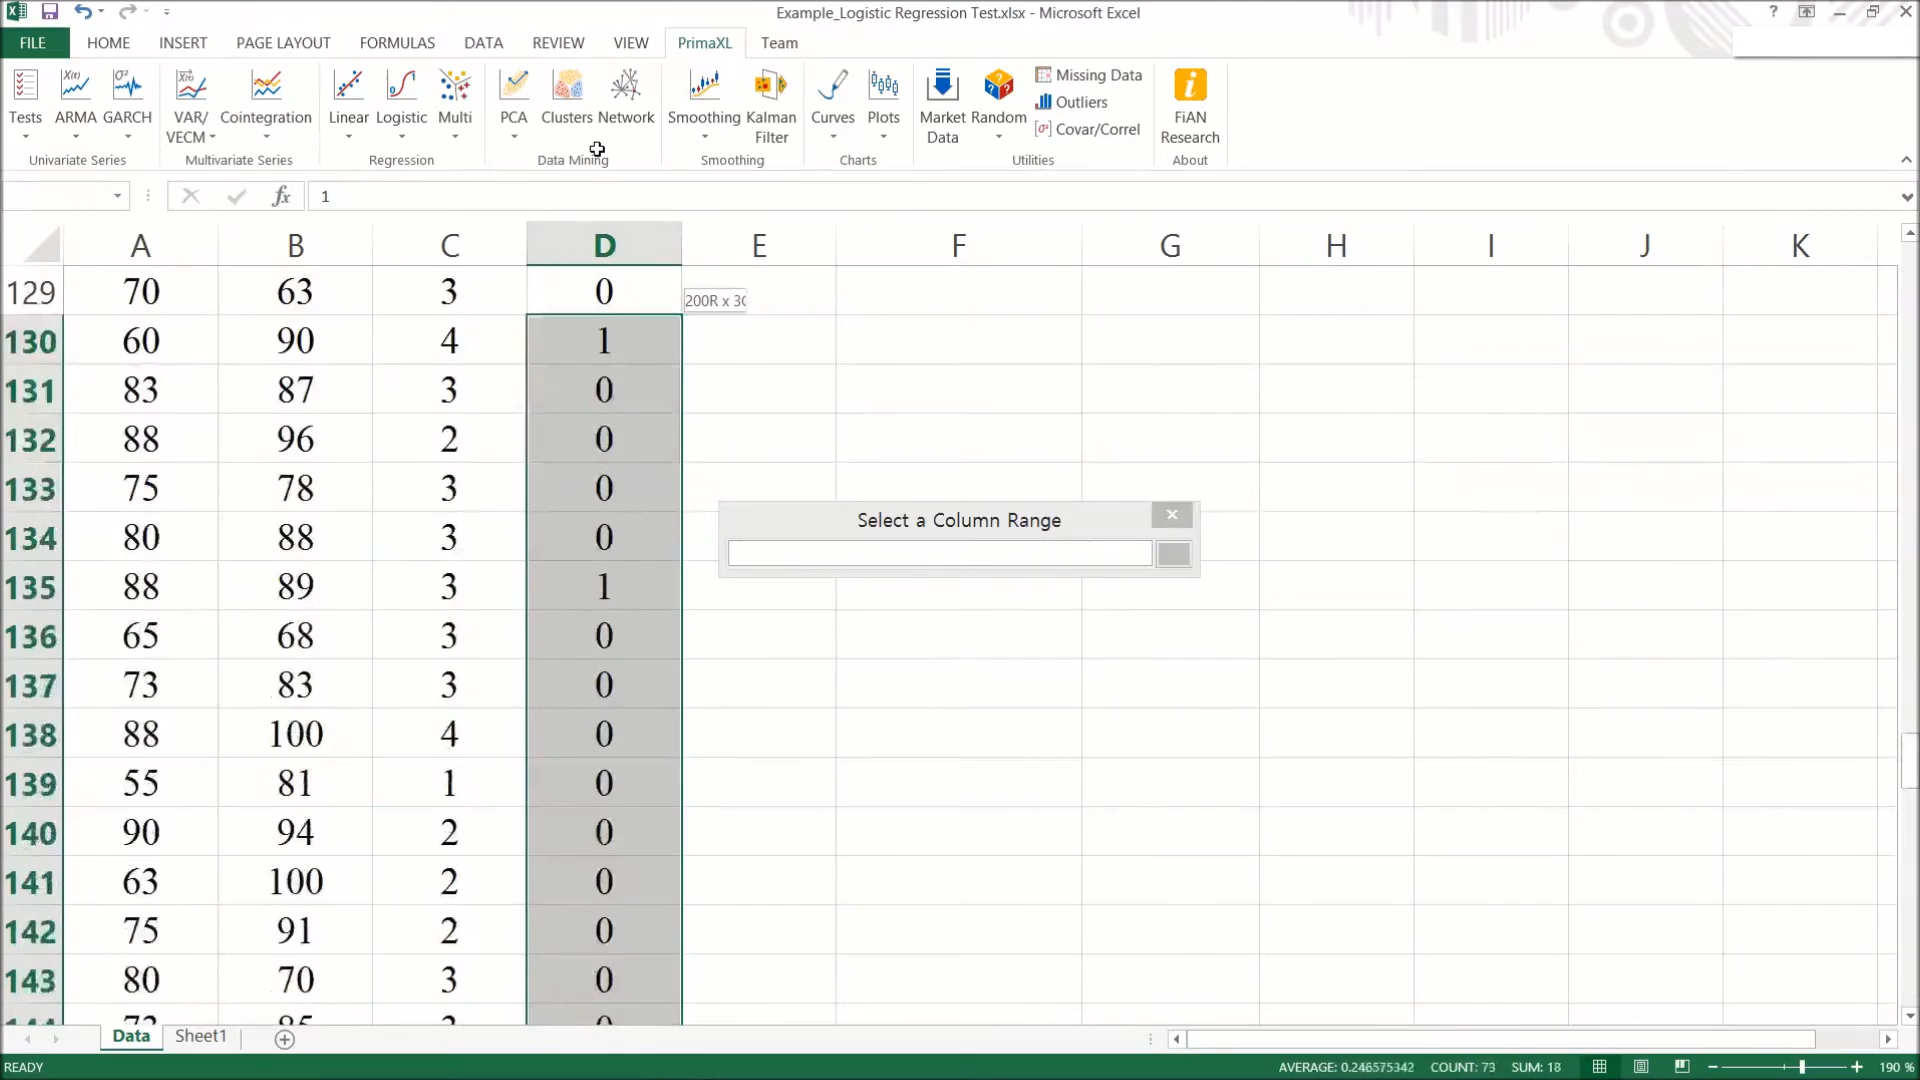 Example_Logistic Regression Test.xlsx - Microsoft Excel
FILE HOME INSERT PAGE LAYOUT FORMULAS DATA REVIEW VIEW PrimaXL Team
Tests ARMA GARCH VAR/ VECM Cointegration Linear Logistic Multi PCA Clusters Network Smoothing Kalman Filter Curves Plots Market Data Random Missing Data Outliers Covar/Correl FiAN Research
Univariate Series Multivariate Series Regression Data Mining Smoothing Charts Utilities About
fx 1
A B C D E F G H I J K
129 70 63 3 0
200R x 3
130 60 90 4 1
131 83 87 3 0
132 88 96 2 0
133 75 78 3 0
Select a Column Range
134 80 88 3 0
135 88 89 3 1
136 65 68 3 0
137 73 83 3 0
138 88 100 4 0
139 55 81 1 0
140 90 94 2 0
141 63 100 2 0
142 75 91 2 0
143 80 70 3 0
Data Sheet1
READY AVERAGE: 0.246575342 COUNT: 73 SUM: 18 190 %